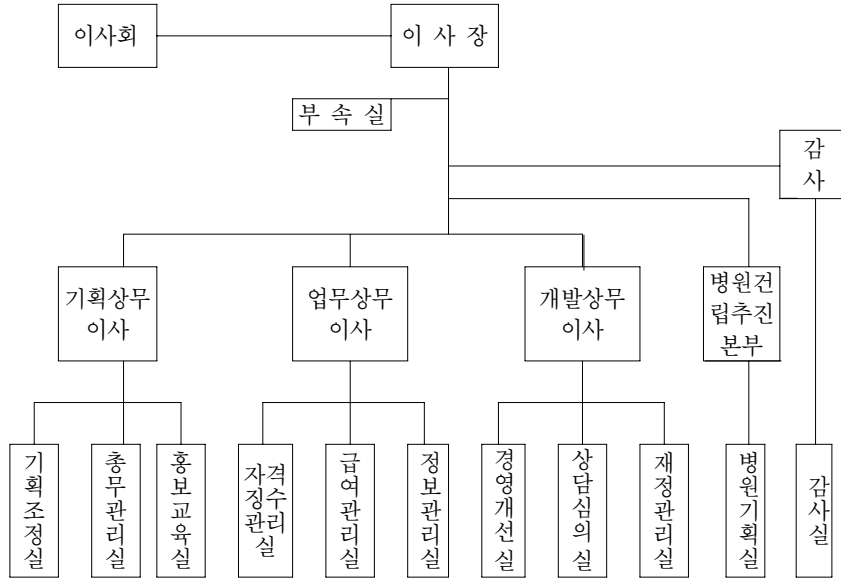 이사회
이 사 장
부 속 실
감
사
기획상무
이사
업무상무
이사
개발상무
이사
병원건
립추진
본부
기획조정실
총무관리실
홍보교육실
자격징수관리실
급여관리실
정보관리실
경영개선실
상담심의실
재정관리실
병원기획실
감사실